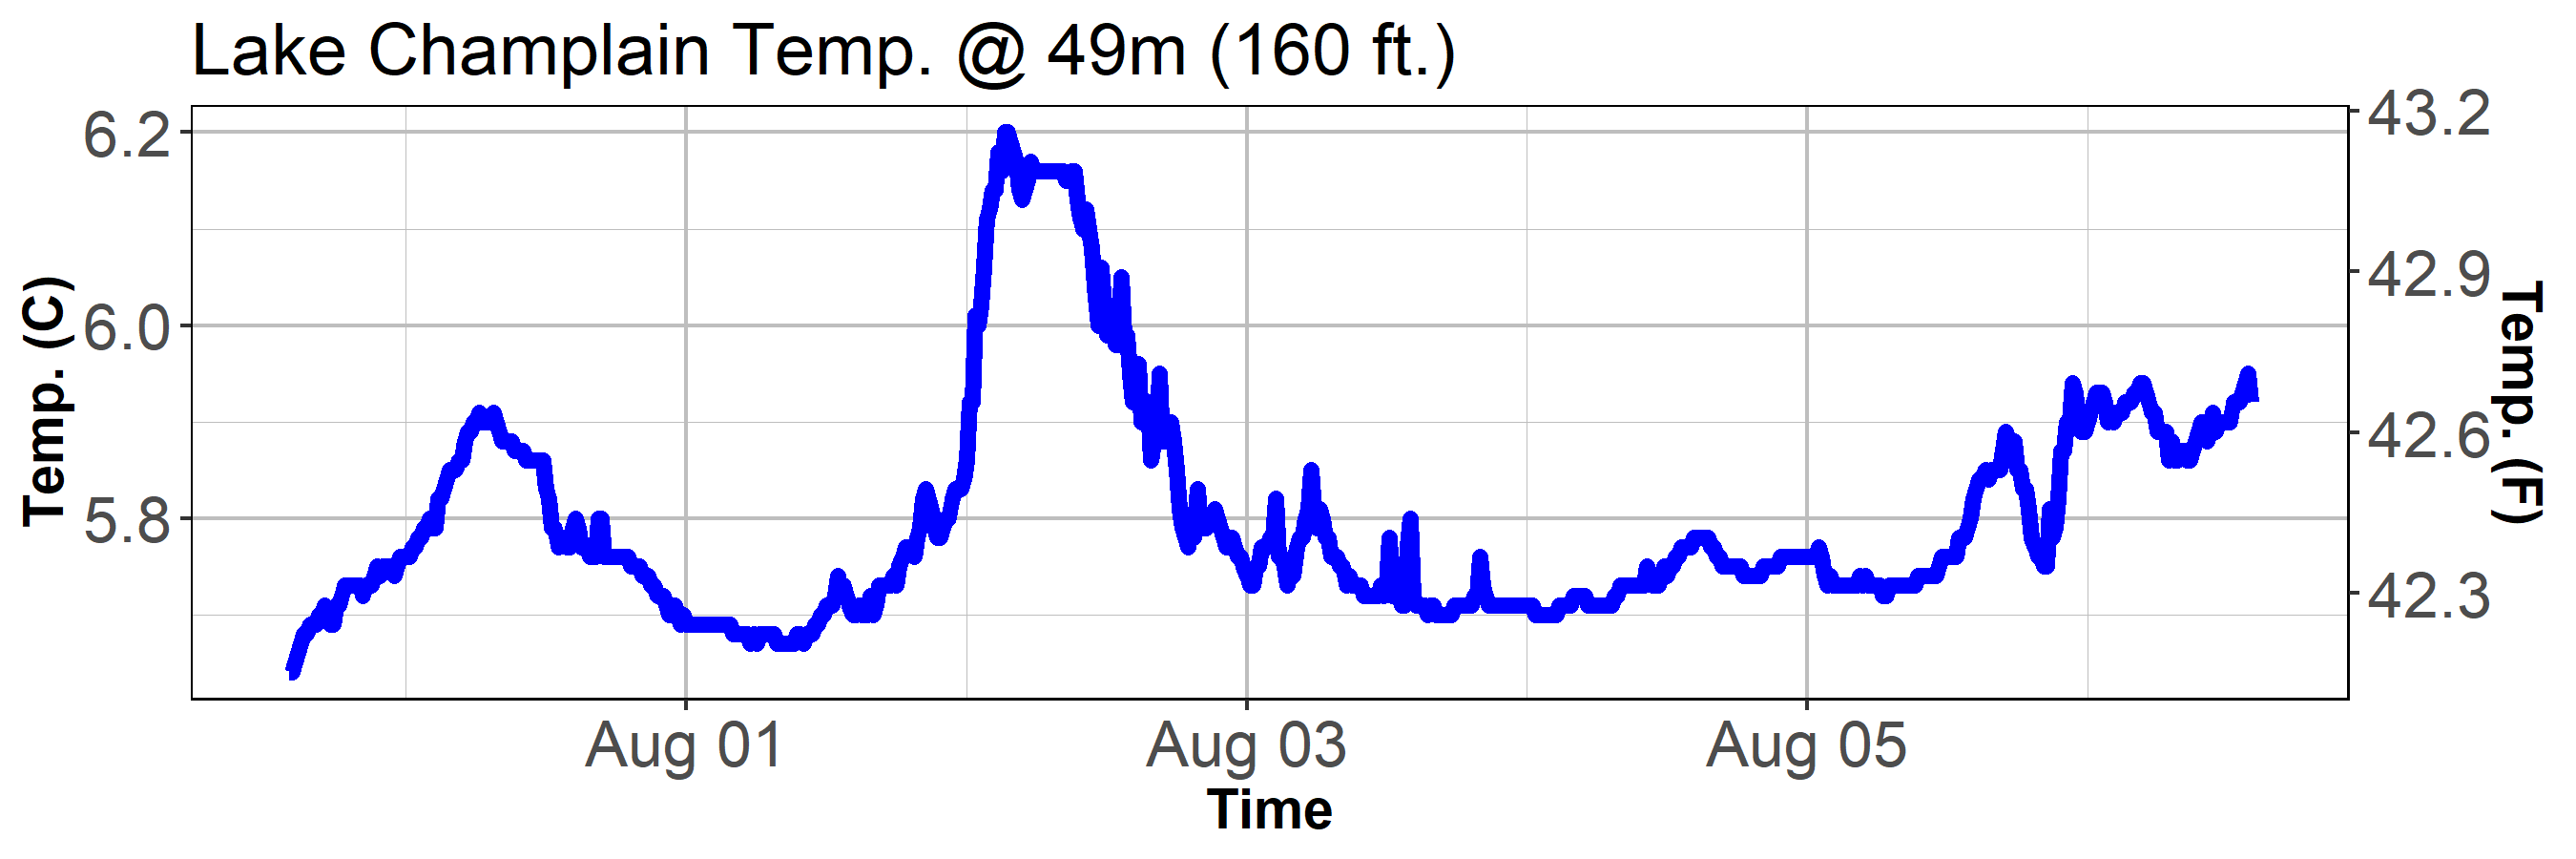 Lake Champlain Temp. @ 49m (160 ft.)
Temp. (C)
6.2
6.0
5.8
43.2
42.9
42.6
42.3
Temp. (F)
Aug 01
Aug 03
Aug 05
Time